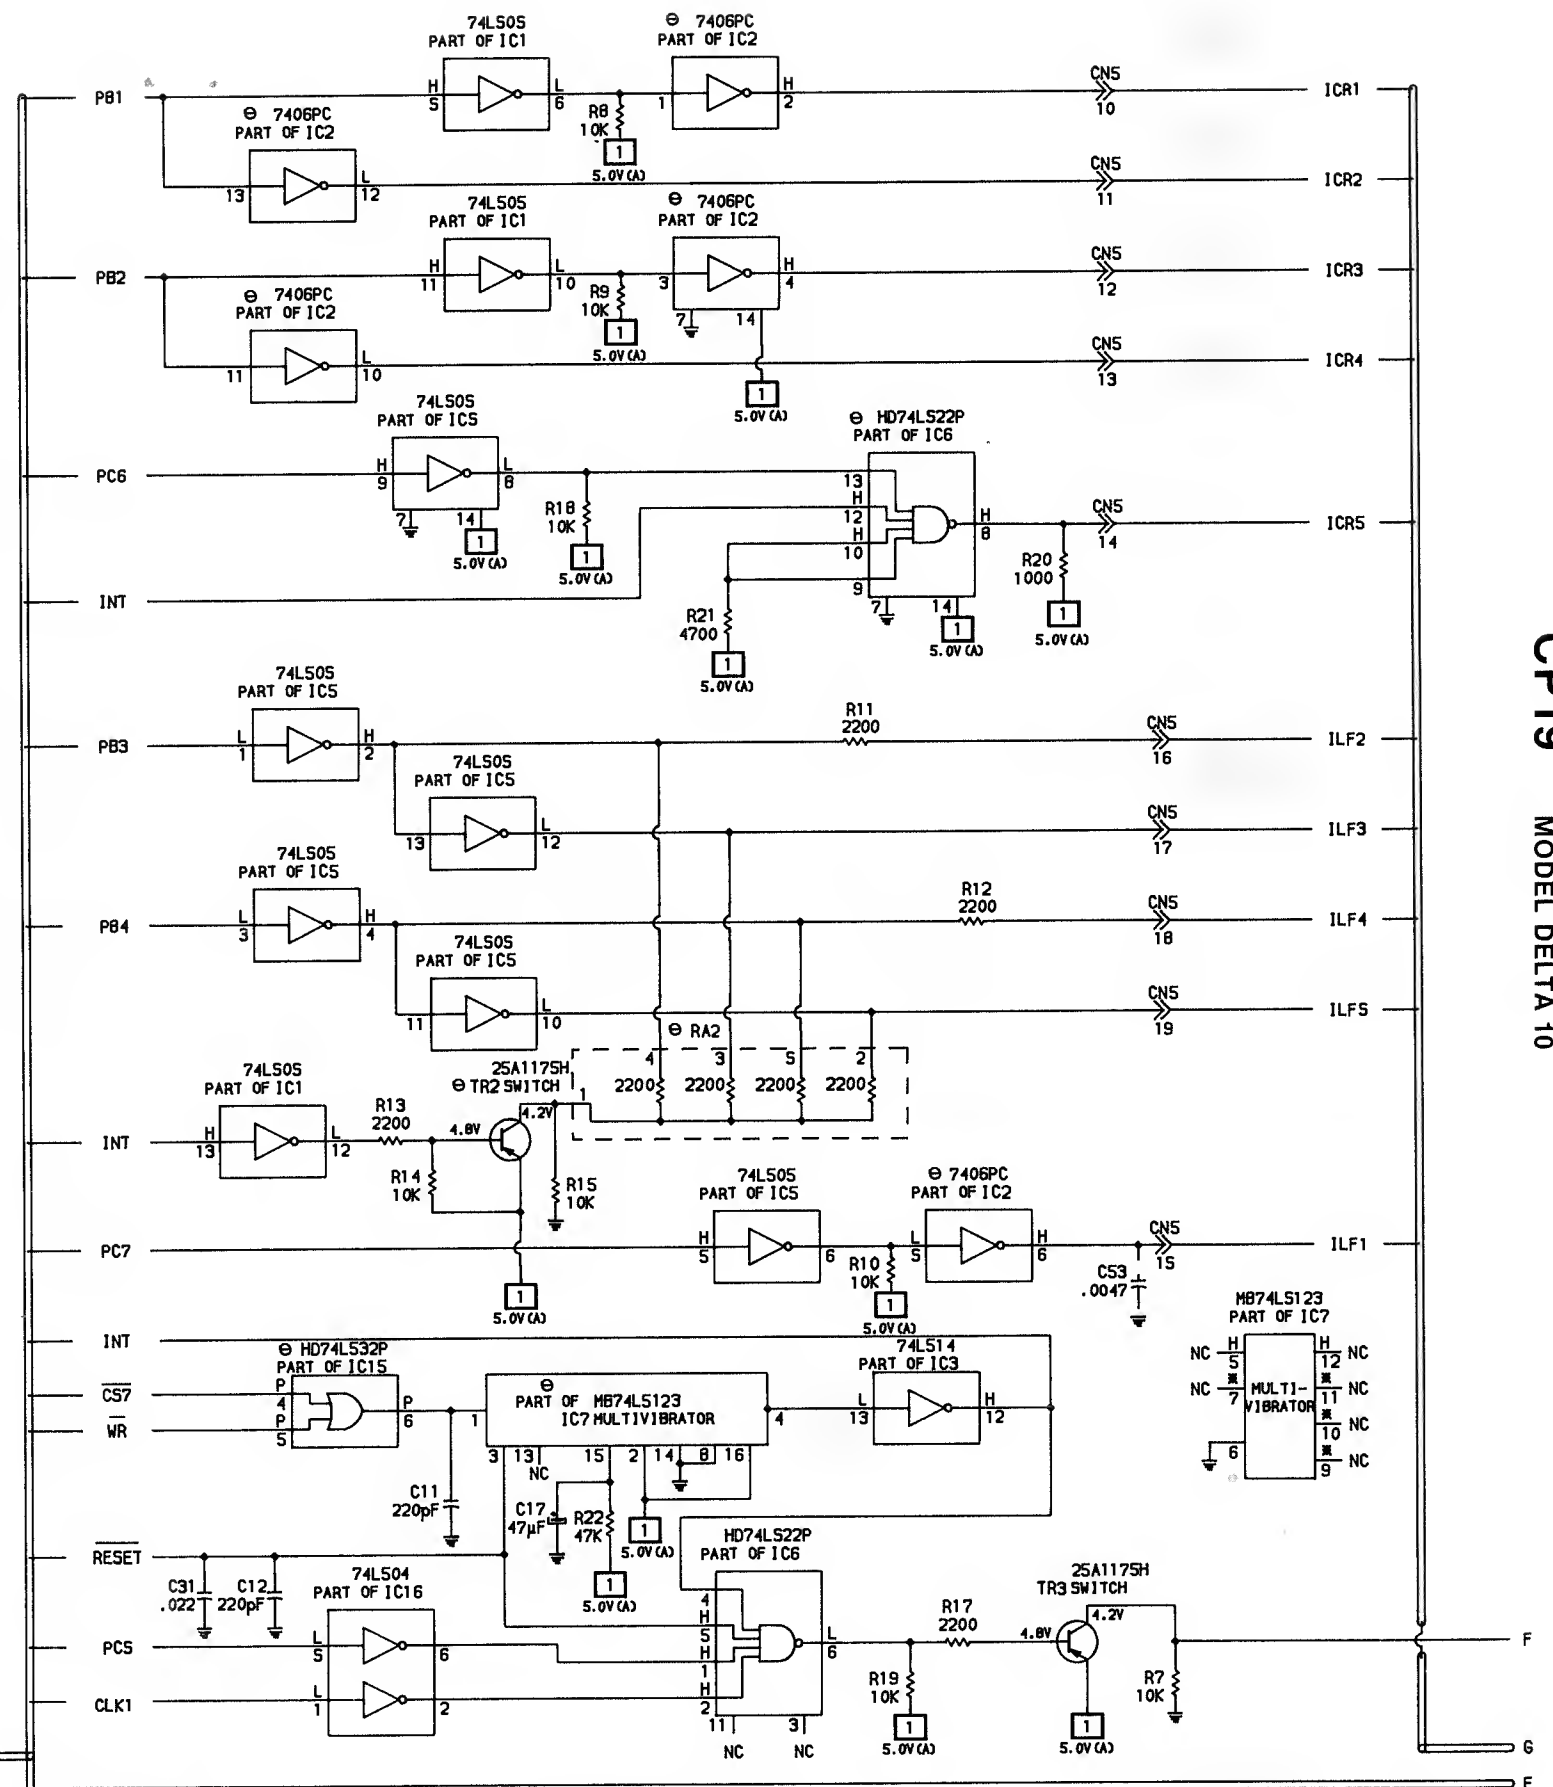 74LS05
PART OF IC1
⊖ 7406PC
PART OF IC2
PB1
H
5
L
6
R8
10K
1
5.0V(A)
1
H
2
CN5
10
ICR1
⊖ 7406PC
PART OF IC2
13
L
12
CN5
11
ICR2
74LS05
PART OF IC1
⊖ 7406PC
PART OF IC2
PB2
H
11
L
10
R9
10K
1
5.0V(A)
3
H
4
7
14
1
5.0V(A)
CN5
12
ICR3
⊖ 7406PC
PART OF IC2
11
L
10
CN5
13
ICR4
74LS05
PART OF IC5
PC6
H
9
L
8
7
14
1
5.0V(A)
R18
10K
1
5.0V(A)
⊖ HD74LS22P
PART OF IC6
13
H
12
H
10
9
H
8
7
14
1
5.0V(A)
R20
1000
1
5.0V(A)
CN5
14
ICR5
INT
R21
4700
1
5.0V(A)
74LS05
PART OF IC5
PB3
L
1
H
2
R11
2200
CN5
16
ILF2
74LS05
PART OF IC5
13
L
12
CN5
17
ILF3
74LS05
PART OF IC5
PB4
L
3
H
4
R12
2200
CN5
18
ILF4
74LS05
PART OF IC5
11
L
10
CN5
19
ILF5
⊖ RA2
4
3
5
2
2200
2200
2200
2200
1
74LS05
PART OF IC1
INT
H
13
L
12
R13
2200
R14
10K
4.8V
2SA1175H
⊖ TR2 SWITCH
4.2V
R15
10K
1
5.0V(A)
74LS05
PART OF IC5
⊖ 7406PC
PART OF IC2
PC7
H
5
6
R10
10K
1
5.0V(A)
L
5
H
6
C53
.0047
CN5
15
ILF1
INT
⊖ HD74LS32P
PART OF IC15
CS7
WR
P
4
P
5
P
6
C11
220pF
1
⊖
PART OF MB74LS123
IC7 MULTIVIBRATOR
4
3
13
NC
15
2
14
8
16
C17
47µF
R22
47K
1
5.0V(A)
1
5.0V(A)
74LS14
PART OF IC3
L
13
H
12
MB74LS123
PART OF IC7
MULTI-
VIBRATOR
NC
H
5
NC
※
7
6
H
12
NC
※
11
NC
※
10
NC
※
9
NC
RESET
C31
.022
C12
220pF
74LS04
PART OF IC16
PC5
L
5
6
CLK1
L
1
2
HD74LS22P
PART OF IC6
4
H
5
H
1
H
2
11
NC
3
NC
L
6
R19
10K
1
5.0V(A)
R17
2200
4.8V
2SA1175H
TR3 SWITCH
4.2V
1
5.0V(A)
R7
10K
F
G
E
MODEL DELTA 10